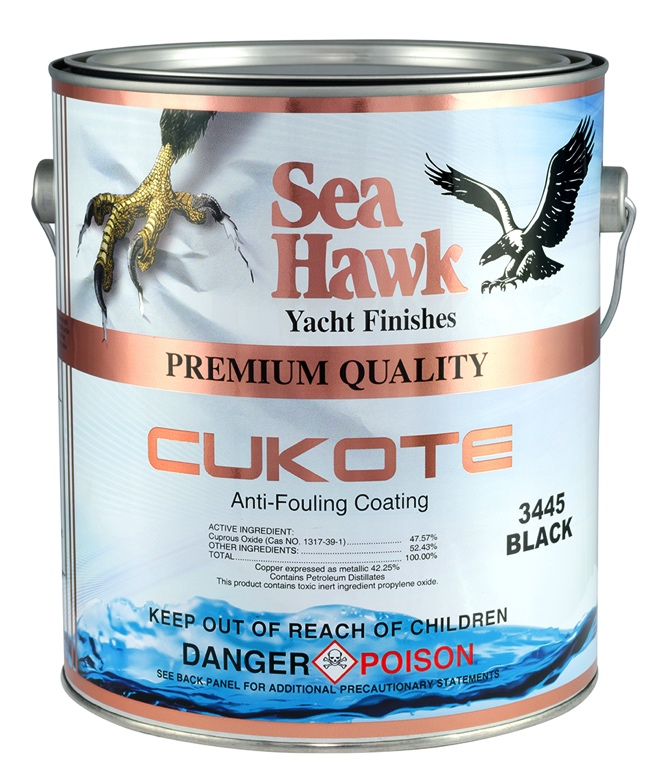 Sea
Hawk
Yacht Finishes
PREMIUM QUALITY
CUKOTE
Anti-Fouling Coating
3445
BLACK
ACTIVE INGREDIENT:
Cuprous Oxide (Cas NO. 1317-39-1)..................... 47.57%
OTHER INGREDIENTS: ................................ 52.43%
TOTAL.................................................... 100.00%
Copper expressed as metallic 42.25%
Contains Petroleum Distillates
This product contains toxic inert ingredient propylene oxide.
KEEP OUT OF REACH OF CHILDREN
DANGER POISON
SEE BACK PANEL FOR ADDITIONAL PRECAUTIONARY STATEMENTS